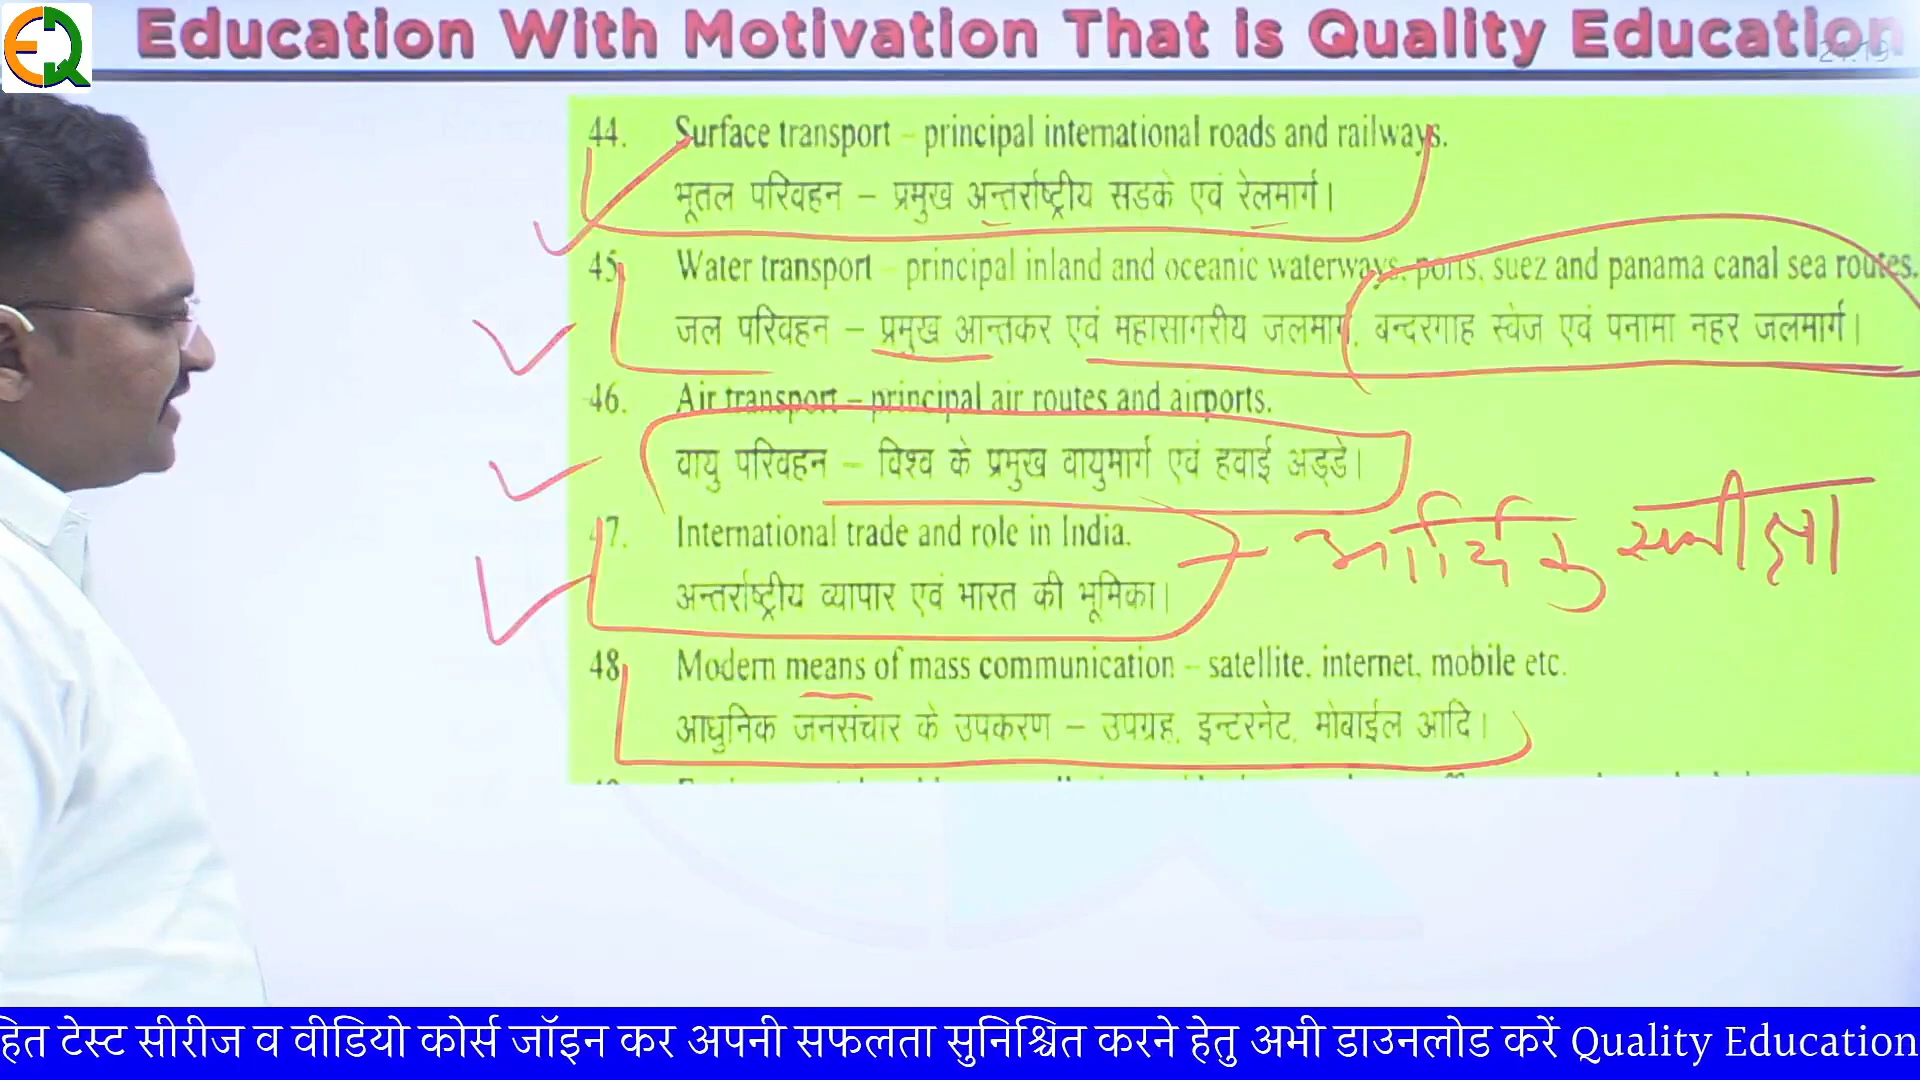 EQ
Education With Motivation That is Quality Education
21:19
44. Surface transport – principal international roads and railways.
भूतल परिवहन – प्रमुख अन्तर्राष्ट्रीय सडके एवं रेलमार्ग।
45. Water transport – principal inland and oceanic waterways, ports, suez and panama canal sea routes.
जल परिवहन – प्रमुख आन्तकर एवं महासागरीय जलमार्ग, बन्दरगाह स्वेज एवं पनामा नहर जलमार्ग।
46. Air transport – principal air routes and airports.
वायु परिवहन – विश्व के प्रमुख वायुमार्ग एवं हवाई अड्डे।
47. International trade and role in India.
अन्तर्राष्ट्रीय व्यापार एवं भारत की भूमिका।
आर्थिक समीक्षा
48. Modern means of mass communication – satellite, internet, mobile etc.
आधुनिक जनसंचार के उपकरण – उपग्रह, इन्टरनेट, मोबाईल आदि।
हित टेस्ट सीरीज व वीडियो कोर्स जॉइन कर अपनी सफलता सुनिश्चित करने हेतु अभी डाउनलोड करें Quality Education